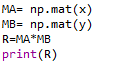 MA= np.mat(x)
MB= np.mat(y)
R=MA*MB
print(R)